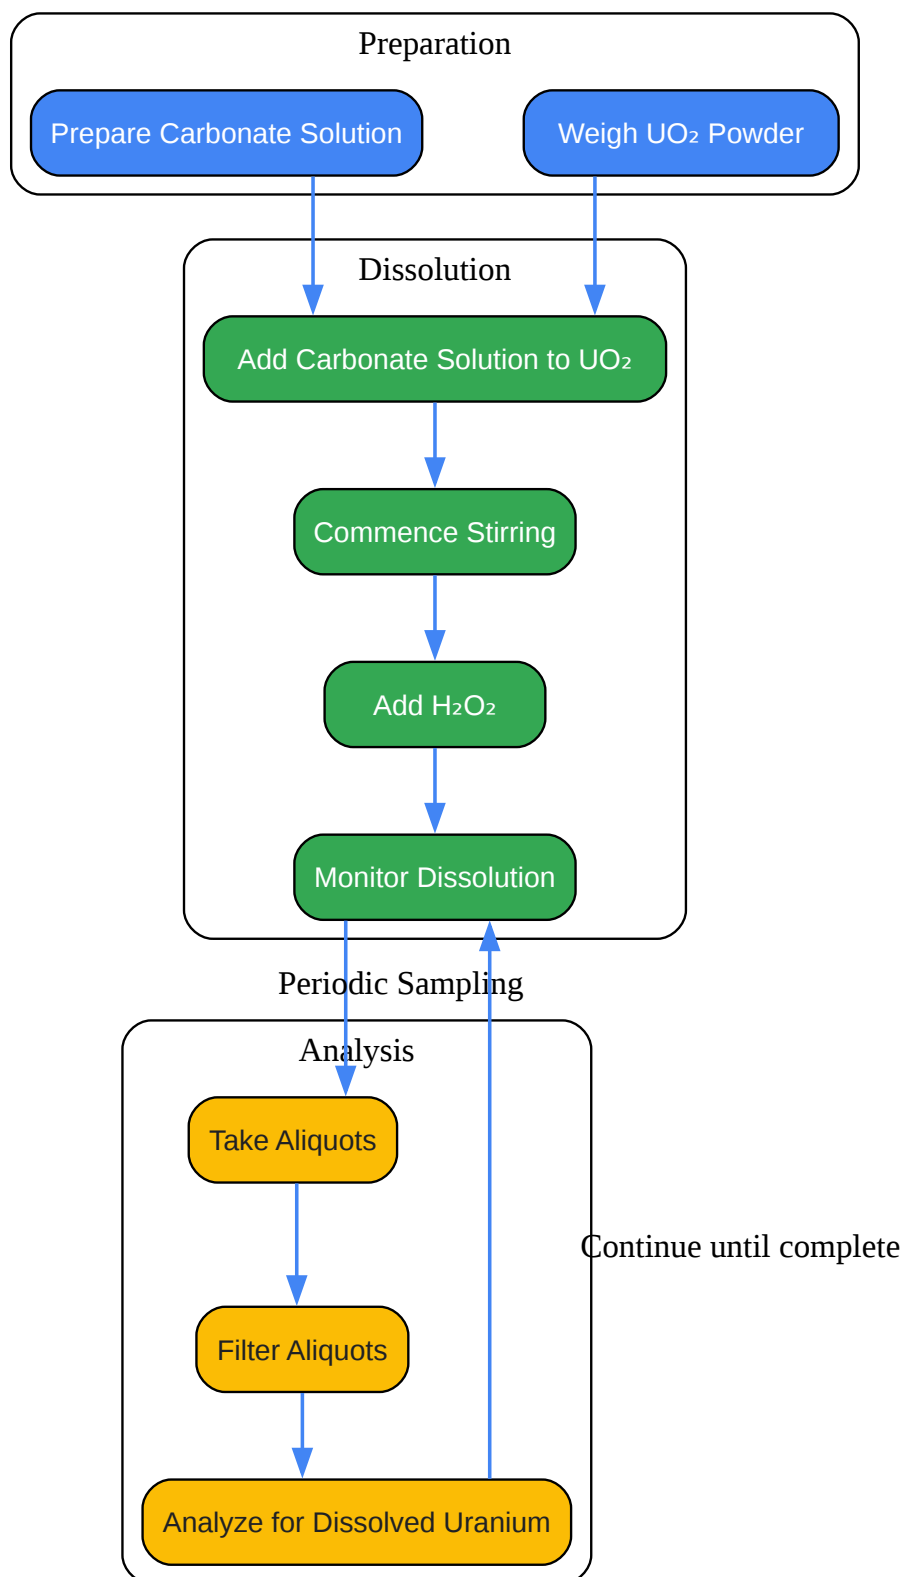 Preparation
Prepare Carbonate Solution
Weigh UO₂ Powder
Dissolution
Add Carbonate Solution to UO₂
Commence Stirring
Add H₂O₂
Monitor Dissolution
Periodic Sampling
Analysis
Take Aliquots
Continue until complete
Filter Aliquots
Analyze for Dissolved Uranium